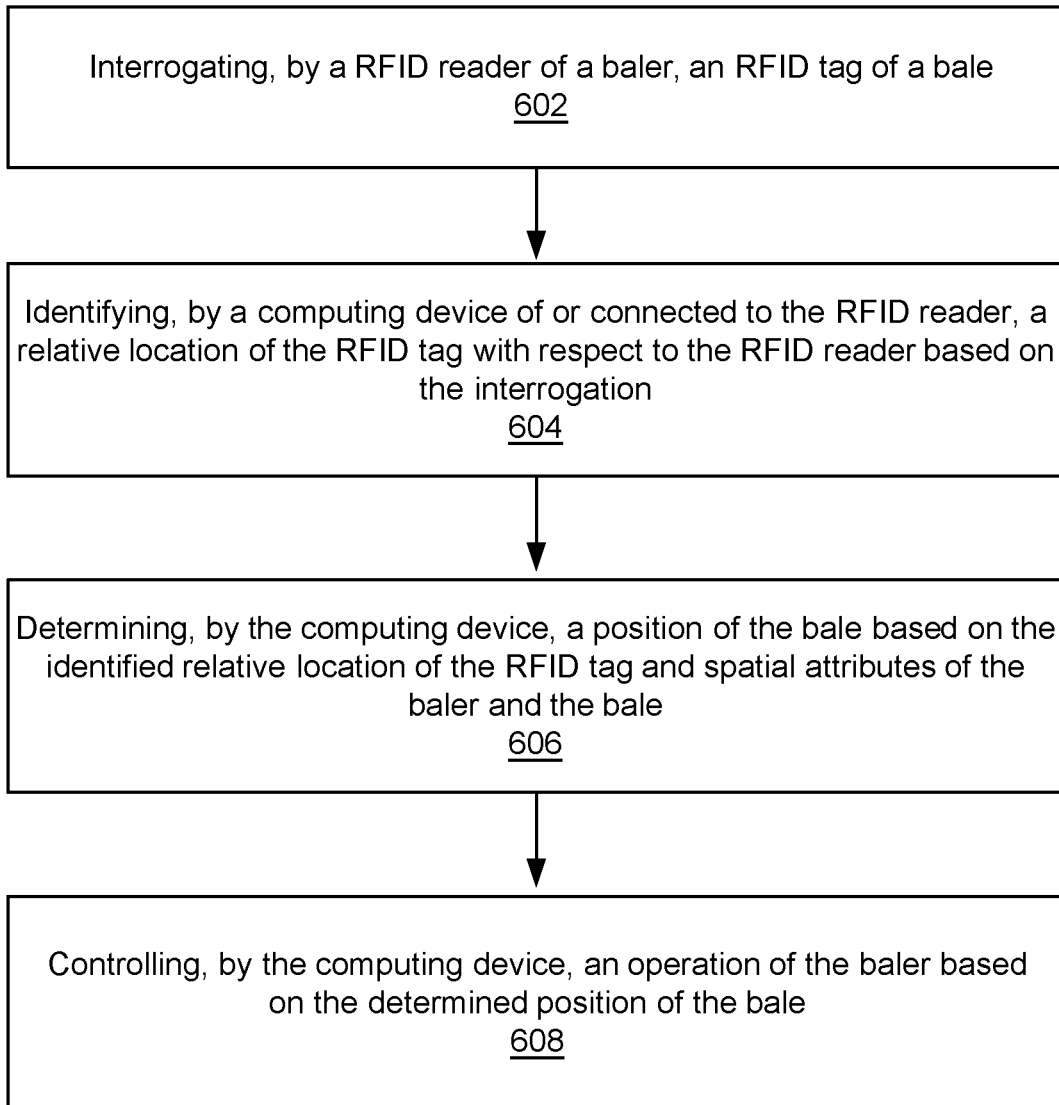 Interrogating, by a RFID reader of a baler, an RFID tag of a bale
602
Identifying, by a computing device of or connected to the RFID reader, a
relative location of the RFID tag with respect to the RFID reader based on
the interrogation
604
Determining, by the computing device, a position of the bale based on the
identified relative location of the RFID tag and spatial attributes of the
baler and the bale
606
Controlling, by the computing device, an operation of the baler based
on the determined position of the bale
608